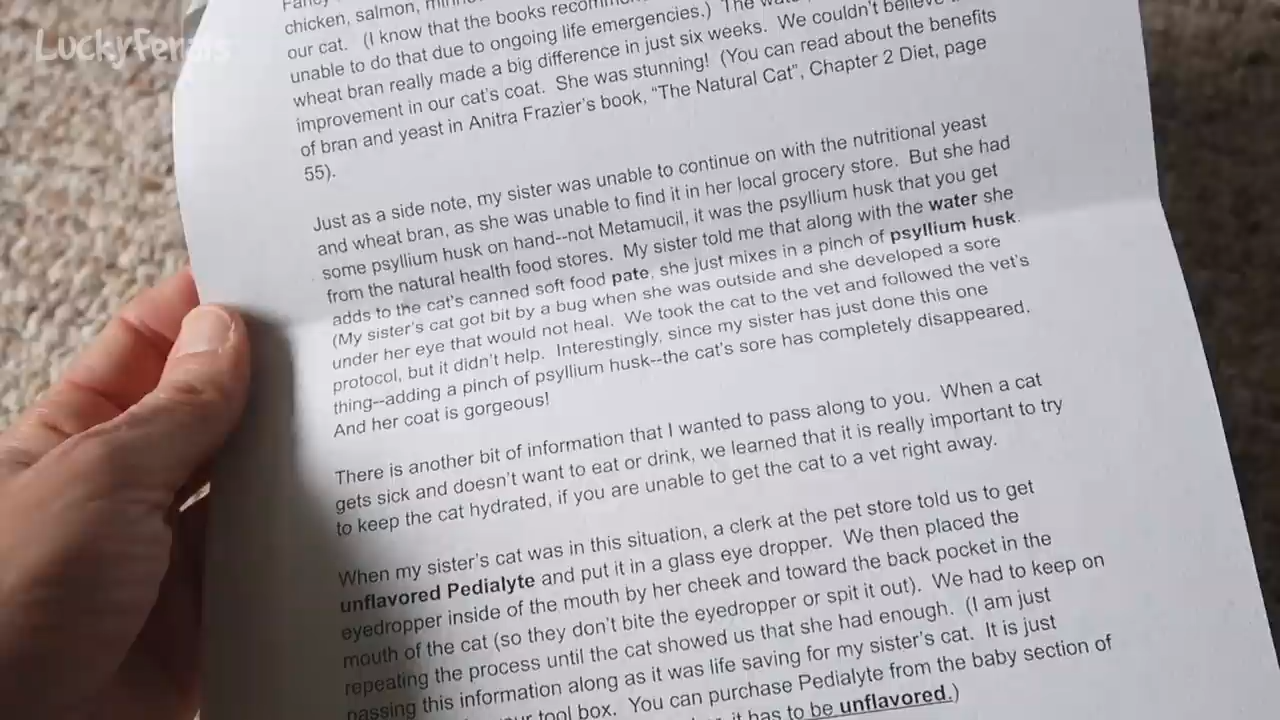 LuckyFerals
Fancy
chicken, salmon,
our cat. (I know that the books
unable to do that due to ongoing life emergencies.) The
wheat bran really made a big difference in just six weeks. We couldn't believe
improvement in our cat's coat. She was stunning! (You can read about the benefits
of bran and yeast in Anitra Frazier's book, "The Natural Cat", Chapter 2 Diet, page
55).
Just as a side note, my sister was unable to continue on with the nutritional yeast
and wheat bran, as she was unable to find it in her local grocery store. But she had
some psyllium husk on hand--not Metamucil, it was the psyllium husk that you get
from the natural health food stores. My sister told me that along with the water she
adds to the cat's canned soft food pate, she just mixes in a pinch of psyllium husk.
(My sister's cat got bit by a bug when she was outside and she developed a sore
under her eye that would not heal. We took the cat to the vet and followed the vet's
protocol, but it didn't help. Interestingly, since my sister has just done this one
thing--adding a pinch of psyllium husk--the cat's sore has completely disappeared.
And her coat is gorgeous!
There is another bit of information that I wanted to pass along to you. When a cat
gets sick and doesn't want to eat or drink, we learned that it is really important to try
to keep the cat hydrated, if you are unable to get the cat to a vet right away.
When my sister's cat was in this situation, a clerk at the pet store told us to get
unflavored Pedialyte and put it in a glass eye dropper. We then placed the
eyedropper inside of the mouth by her cheek and toward the back pocket in the
mouth of the cat (so they don't bite the eyedropper or spit it out). We had to keep on
repeating the process until the cat showed us that she had enough. (I am just
passing this information along as it was life saving for my sister's cat. It is just
tool box. You can purchase Pedialyte from the baby section of
it has to be unflavored.)